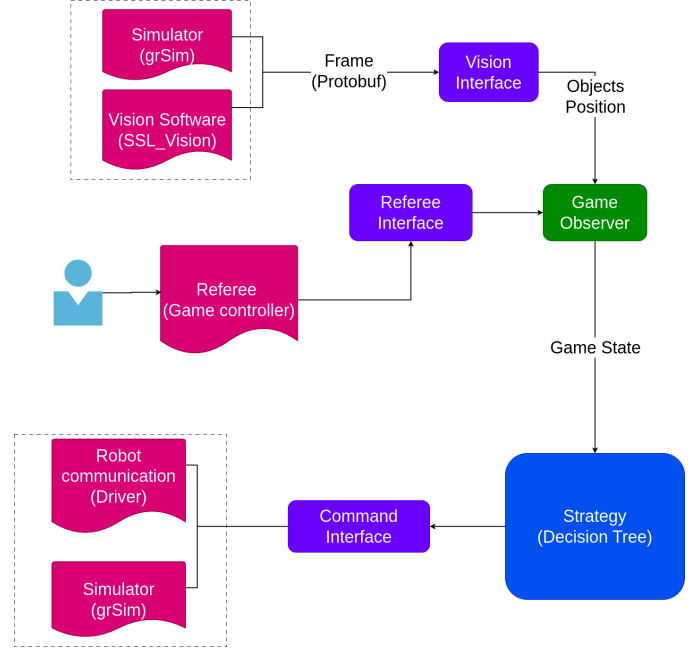 Simulator
(grSim)
Vision Software
(SSL_Vision)
Frame
(Protobuf)
Vision
Interface
Objects
Position
Referee
Interface
Game
Observer
Referee
(Game controller)
Game State
Robot
communication
(Driver)
Simulator
(grSim)
Command
Interface
Strategy
(Decision Tree)